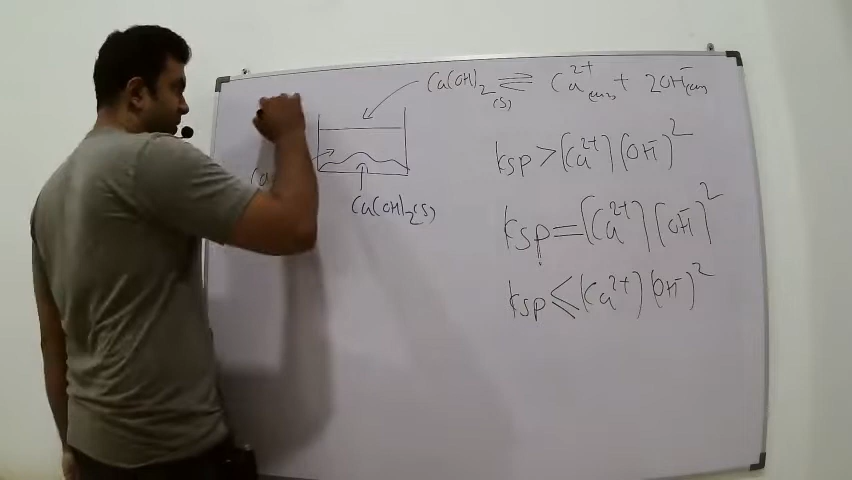 Ca(OH)₂(s) ⇌ Ca²⁺(aq) + 2OH⁻(aq)
Ksp > (Ca²⁺)(OH⁻)²
Ca
Ca(OH)₂(s)
Ksp = (Ca²⁺)(OH⁻)²
Ksp ⩽ (Ca²⁺)(OH⁻)²